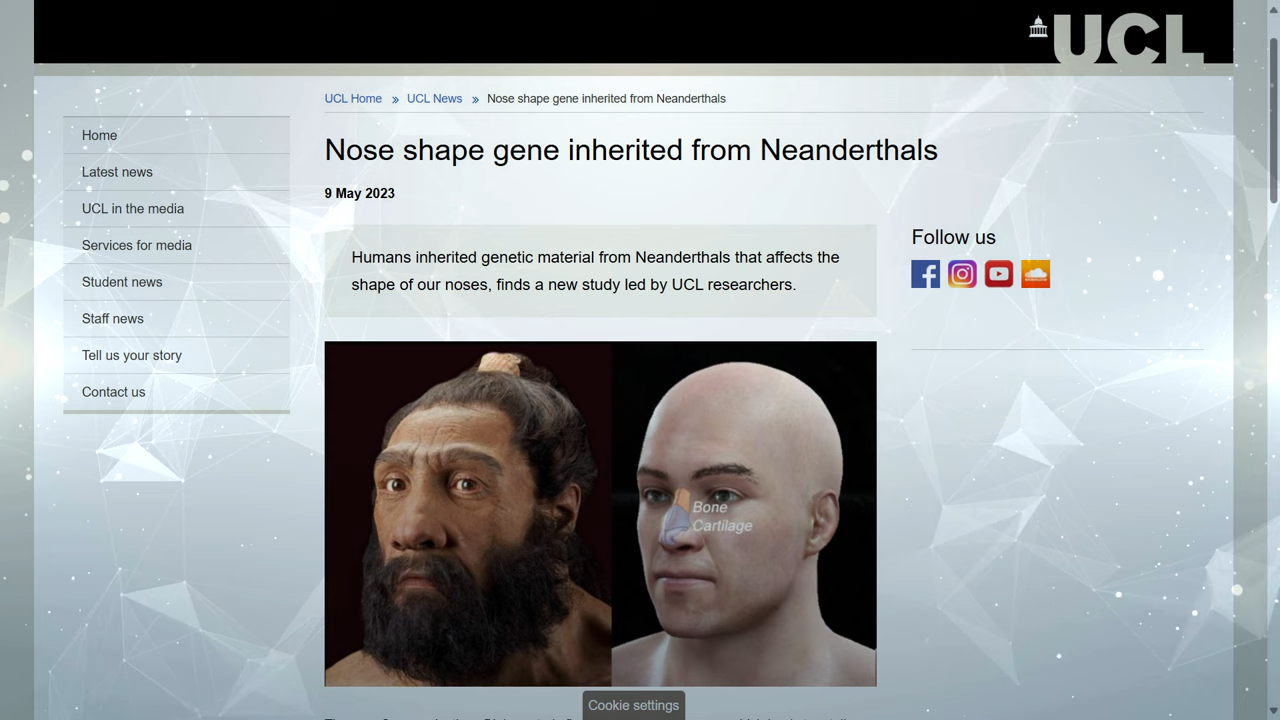 UCL
UCL Home » UCL News » Nose shape gene inherited from Neanderthals
Home
Latest news
UCL in the media
Services for media
Student news
Staff news
Tell us your story
Contact us
Nose shape gene inherited from Neanderthals
9 May 2023
Humans inherited genetic material from Neanderthals that affects the
shape of our noses, finds a new study led by UCL researchers.
Bone
Cartilage
Follow us
Cookie settings